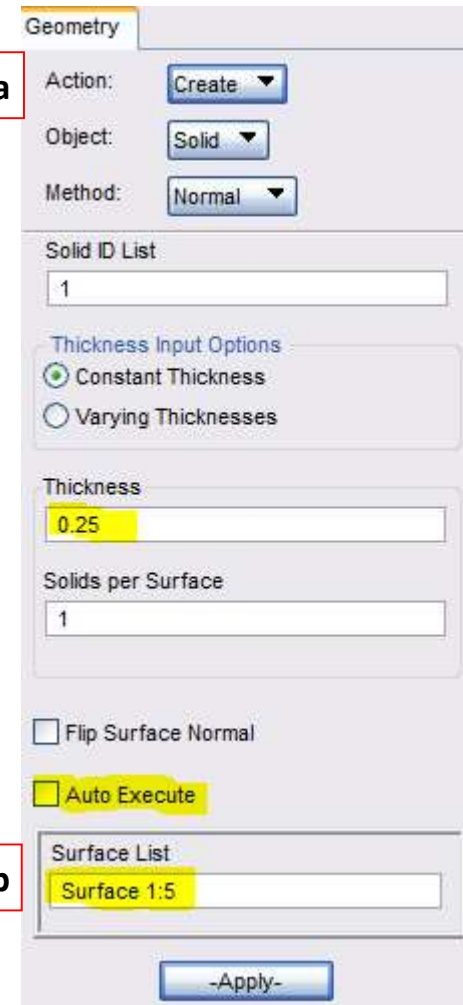 Geometry
a
Action: Create
Object: Solid
Method: Normal
Solid ID List
1
Thickness Input Options
Constant Thickness
Varying Thicknesses
Thickness
0.25
Solids per Surface
1
Flip Surface Normal
Auto Execute
Surface List
b
Surface 1:5
-Apply-